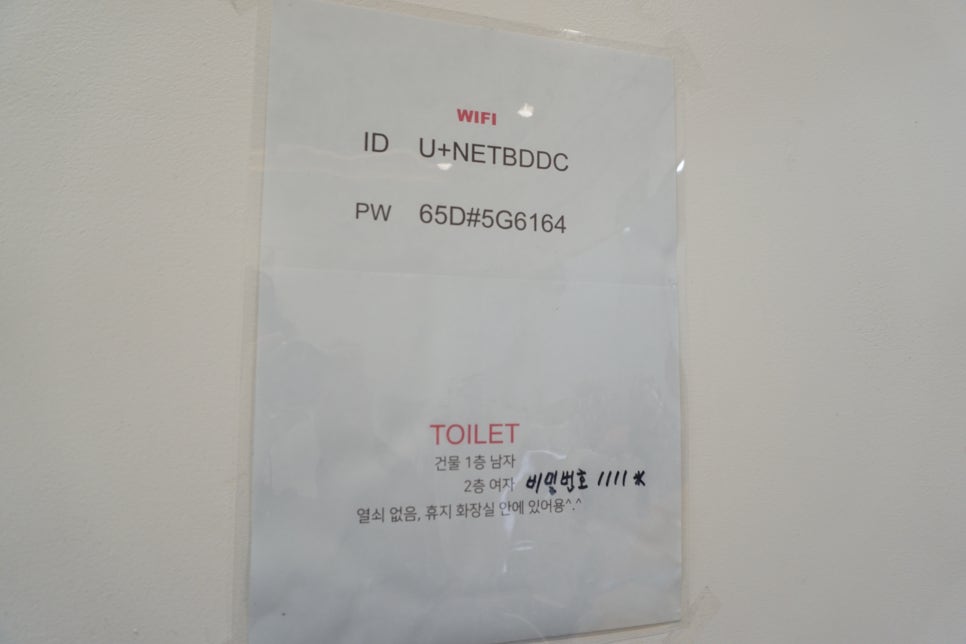 WIFI
ID U+NETBDDC
PW 65D#5G6164
TOILET
건물 1층 남자
2층 여자 비밀번호 1111*
열쇠 없음, 휴지 화장실 안에 있어용^.^